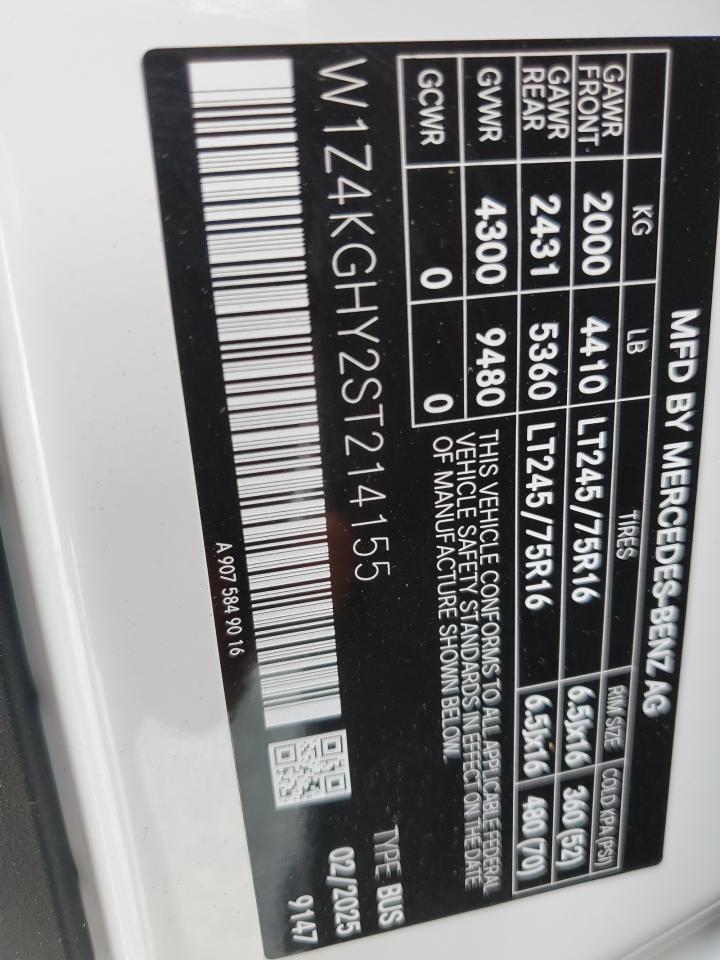 MFD BY MERCEDES-BENZ AG
KG LB TIRES RIM SIZE COLD KPA (PSI)
GAWR FRONT 2000 4410 LT245/75R16 6.5Jx16 360 (52)
GAWR REAR 2431 5360 LT245/75R16 6.5Jx16 480 (70)
GVWR 4300 9480
GCWR 0 0
THIS VEHICLE CONFORMS TO ALL APPLICABLE FEDERAL
VEHICLE SAFETY STANDARDS IN EFFECT ON THE DATE
OF MANUFACTURE SHOWN BELOW.
W1Z4KGHY2ST214155
TYPE BUS
02/2025
9147
A 907 584 90 16